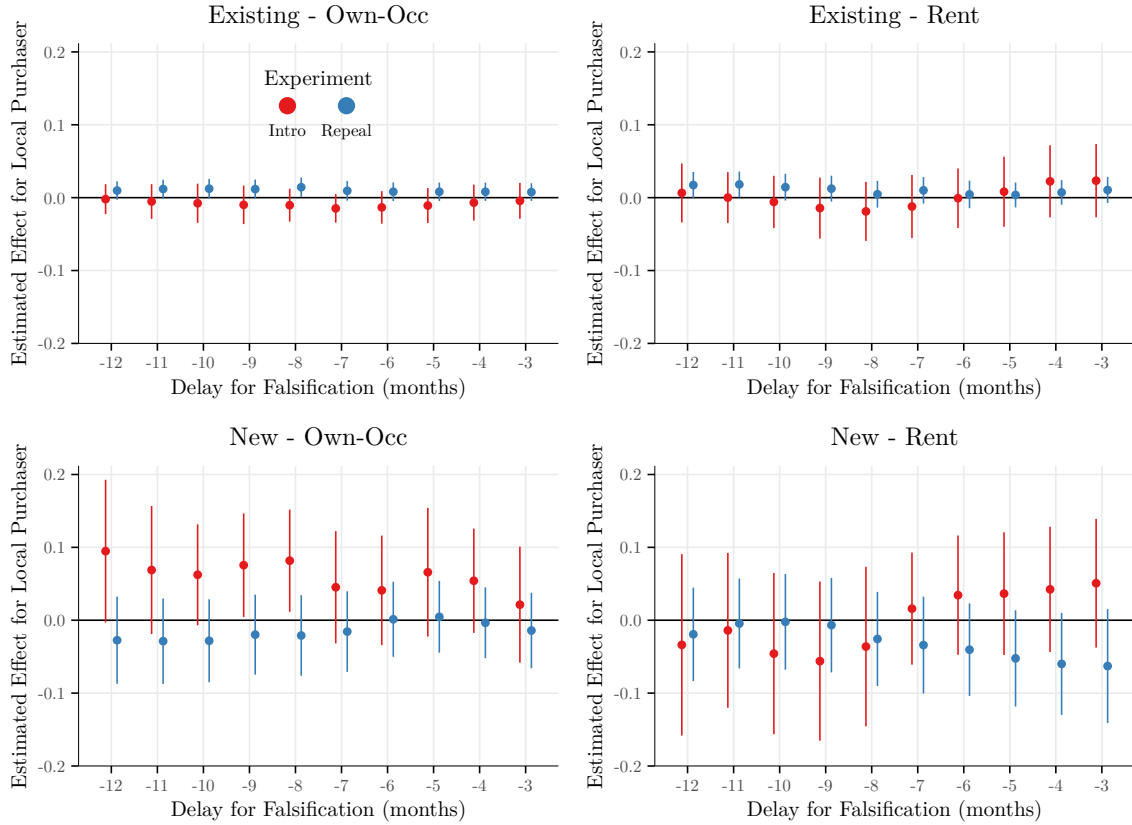 Existing - Own-Occ
Estimated Effect for Local Purchaser
0.2
0.1
0.0
-0.1
-0.2
Experiment
Intro Repeal
-12 -11 -10 -9 -8 -7 -6 -5 -4 -3
Delay for Falsification (months)
Existing - Rent
Estimated Effect for Local Purchaser
0.2
0.1
0.0
-0.1
-0.2
-12 -11 -10 -9 -8 -7 -6 -5 -4 -3
Delay for Falsification (months)
New - Own-Occ
Estimated Effect for Local Purchaser
0.2
0.1
0.0
-0.1
-0.2
-12 -11 -10 -9 -8 -7 -6 -5 -4 -3
Delay for Falsification (months)
New - Rent
Estimated Effect for Local Purchaser
0.2
0.1
0.0
-0.1
-0.2
-12 -11 -10 -9 -8 -7 -6 -5 -4 -3
Delay for Falsification (months)